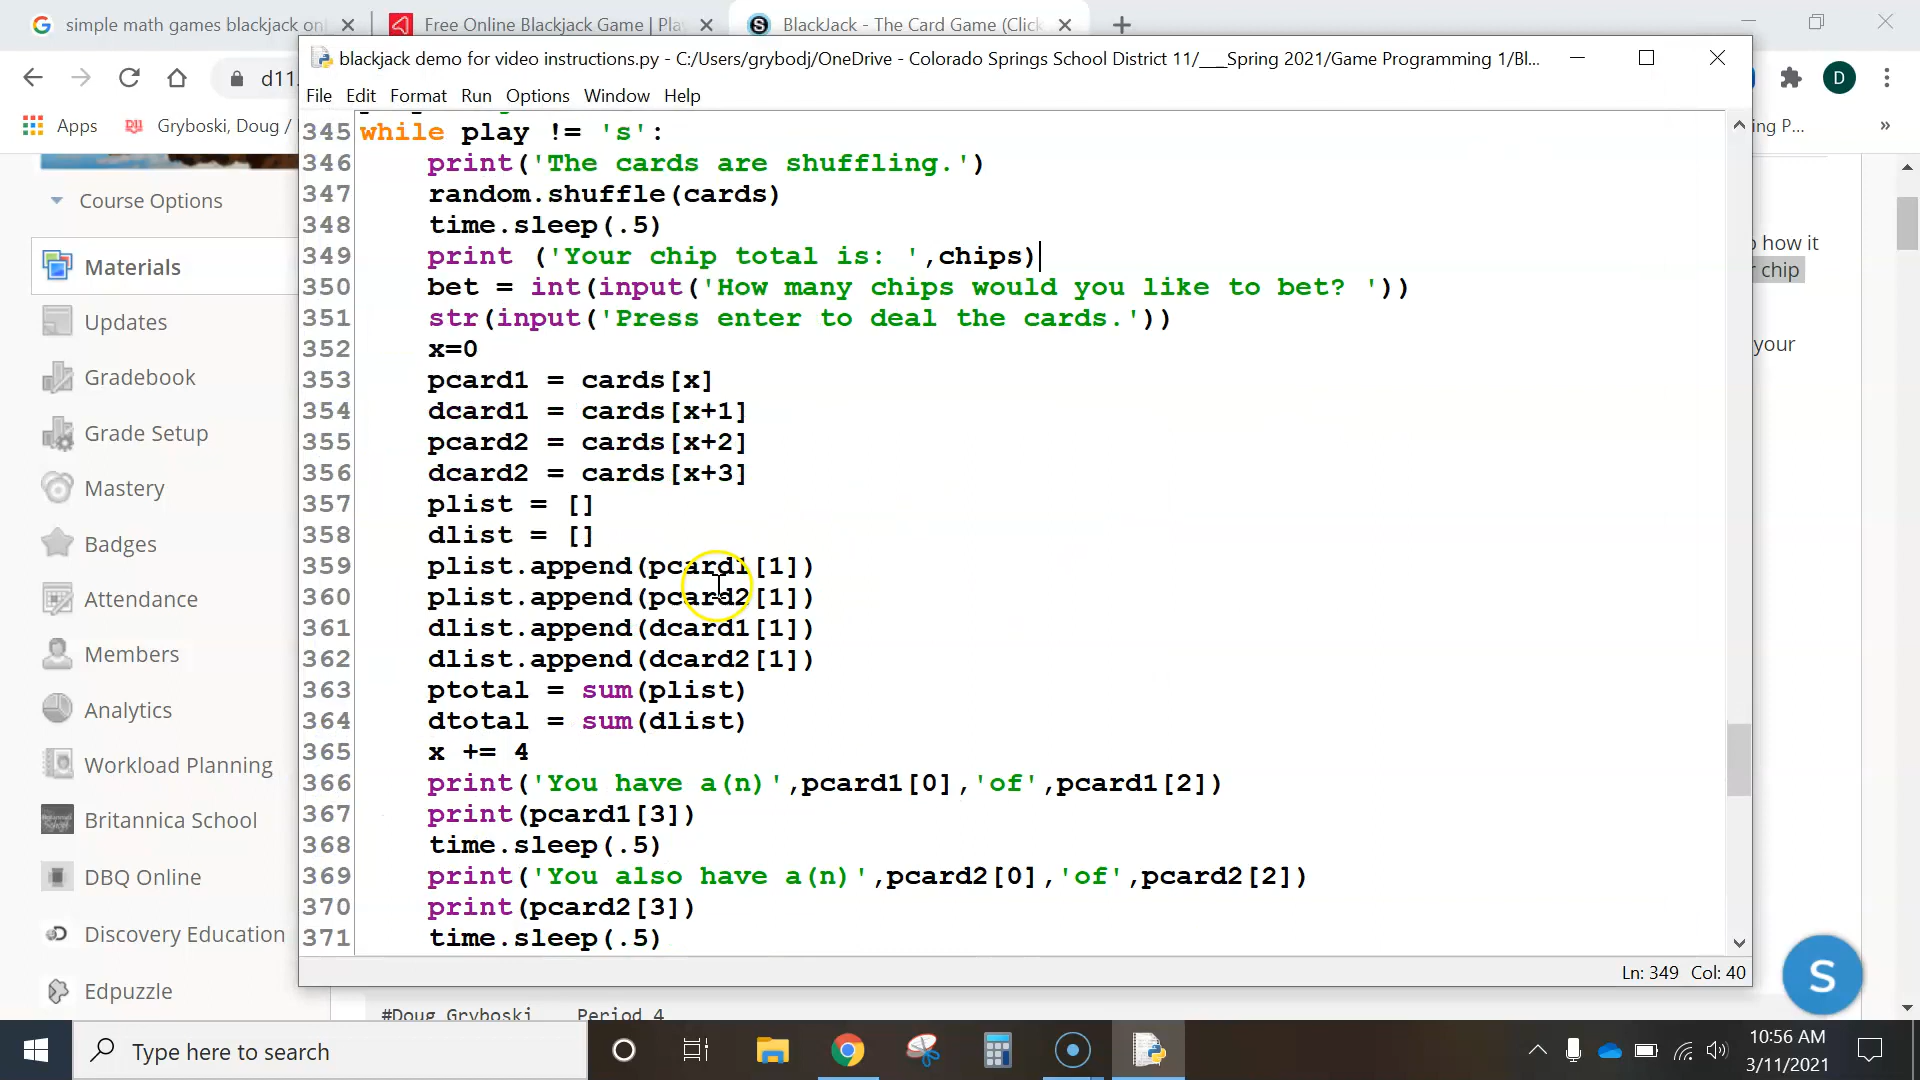 simple math games blackjack onl
Free Online Blackjack Game | Play
BlackJack - The Card Game (Click
blackjack demo for video instructions.py - C:/Users/grybodj/OneDrive - Colorado Springs School District 11/___Spring 2021/Game Programming 1/Bl...
d11.
D
File Edit Format Run Options Window Help
Apps
Gryboski, Doug /
ing P...
»
345 while play != 's':
346 print('The cards are shuffling.')
347 random.shuffle(cards)
348 time.sleep(.5)
349 print ('Your chip total is: ',chips)
350 bet = int(input('How many chips would you like to bet? '))
351 str(input('Press enter to deal the cards.'))
352 x=0
353 pcard1 = cards[x]
354 dcard1 = cards[x+1]
355 pcard2 = cards[x+2]
356 dcard2 = cards[x+3]
357 plist = []
358 dlist = []
359 plist.append(pcard1[1])
360 plist.append(pcard2[1])
361 dlist.append(dcard1[1])
362 dlist.append(dcard2[1])
363 ptotal = sum(plist)
364 dtotal = sum(dlist)
365 x += 4
366 print('You have a(n)',pcard1[0],'of',pcard1[2])
367 print(pcard1[3])
368 time.sleep(.5)
369 print('You also have a(n)',pcard2[0],'of',pcard2[2])
370 print(pcard2[3])
371 time.sleep(.5)
Course Options
Materials
Updates
Gradebook
Grade Setup
Mastery
Badges
Attendance
Members
Analytics
Workload Planning
Britannica School
DBQ Online
Discovery Education
Edpuzzle
how it
chip
your
Ln: 349 Col: 40
S
#Doug Gryboski Period 4
Type here to search
10:56 AM
3/11/2021